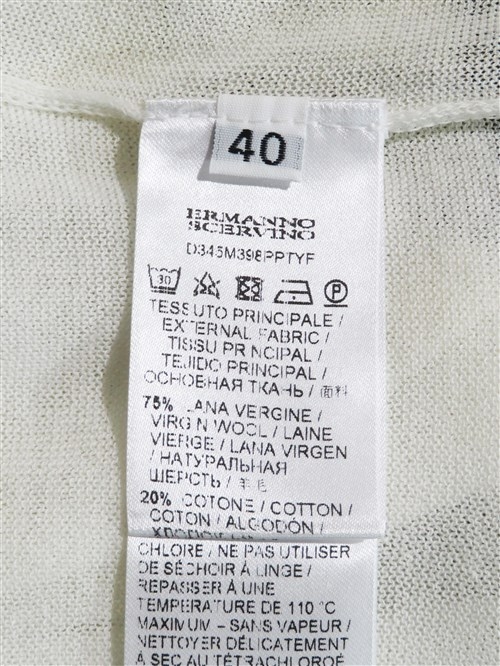 40
ERMANNO
SCERVINO
D345M398PPTYF
30
P
TESSUTO PRINCIPALE /
EXTERNAL FABRIC /
TISSU PRINCIPAL /
TEJIDO PRINCIPAL /
ОСНОВНАЯ ТКАНЬ / 面料
75% LANA VERGINE /
VIRGIN WOOL / LAINE
VIERGE / LANA VIRGEN
/ НАТУРАЛЬНАЯ
ШЕРСТЬ / 羊毛
20% COTONE / COTTON /
COTON / ALGODÓN /
CHLORE / NE PAS UTILISER
DE SÉCHOIR À LINGE /
REPASSER À UNE
TEMPÉRATURE DE 110 °C
MAXIMUM - SANS VAPEUR /
NETTOYER DÉLICATEMENT
À SEC AU TÉTRACHLOROÉ